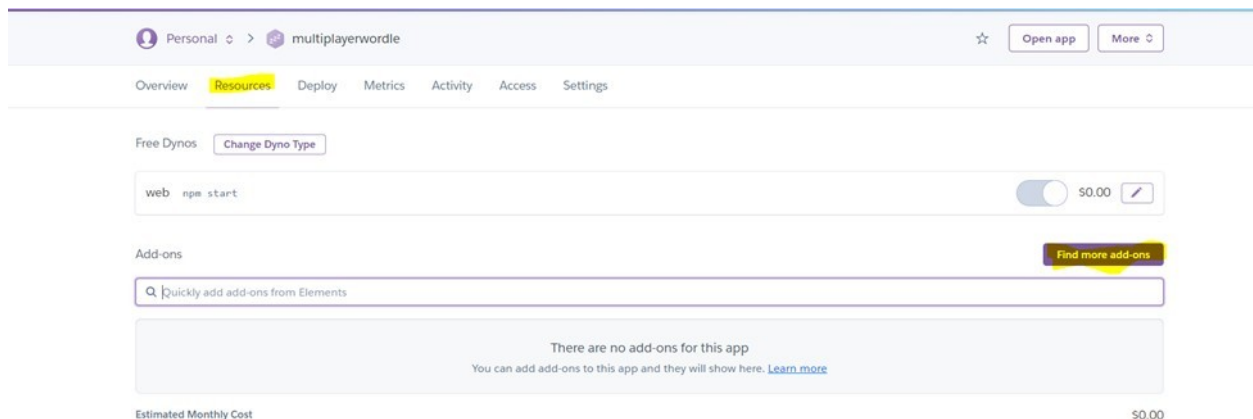 Personal > multiplayerwordle Open app More
Overview Resources Deploy Metrics Activity Access Settings
Free Dynos Change Dyno Type
web npm start $0.00
Add-ons Find more add-ons
Quickly add add-ons from Elements
There are no add-ons for this app
You can add add-ons to this app and they will show here. Learn more
Estimated Monthly Cost $0.00